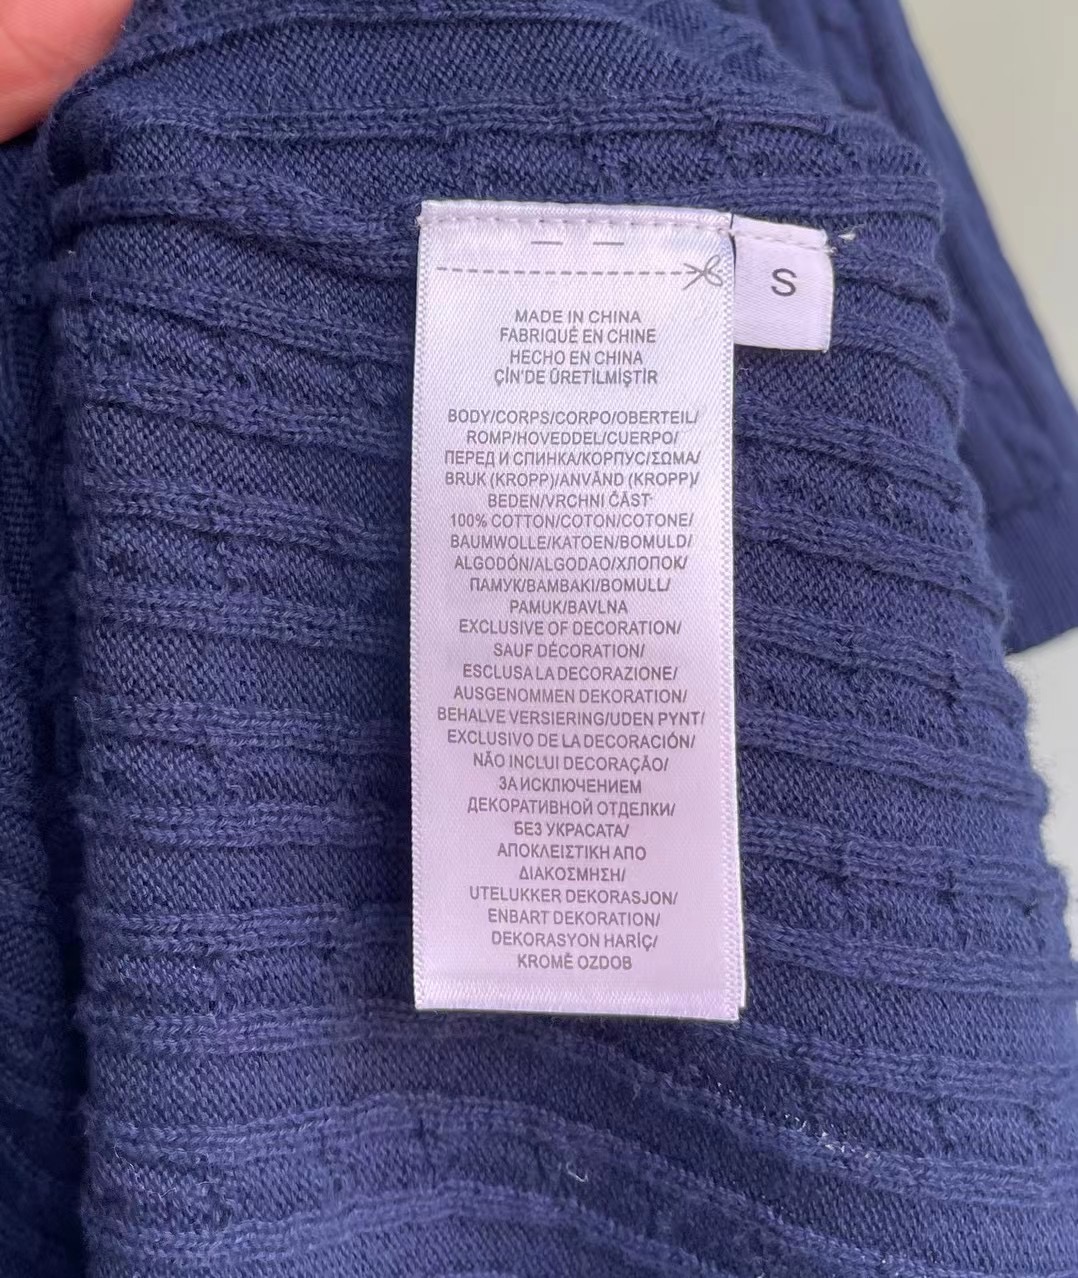 S
MADE IN CHINA
FABRIQUÉ EN CHINE
HECHO EN CHINA
ÇİN'DE ÜRETİLMİŞTİR
BODY/CORPS/CORPO/OBERTEIL/
ROMP/HOVEDDEL/CUERPO/
ПЕРЕД И СПИНКА/КОРПУС/ΣΩΜΑ/
BRUK (KROPP)/ANVÄND (KROPP)/
BEDEN/VRCHNI ČÁST
100% COTTON/COTON/COTONE/
BAUMWOLLE/KATOEN/BOMULD/
ALGODÓN/ALGODAO/ХЛОПОК/
ПАМУК/ΒΑΜΒΑΚΙ/BOMULL/
PAMUK/BAVLNA
EXCLUSIVE OF DECORATION/
SAUF DÉCORATION/
ESCLUSA LA DECORAZIONE/
AUSGENOMMEN DEKORATION/
BEHALVE VERSIERING/UDEN PYNT/
EXCLUSIVO DE LA DECORACIÓN/
NÃO INCLUI DECORAÇÃO/
ЗА ИСКЛЮЧЕНИЕМ
ДЕКОРАТИВНОЙ ОТДЕЛКИ/
БЕЗ УКРАСАТА/
ΑΠΟΚΛΕΙΣΤΙΚΗ ΑΠΟ
ΔΙΑΚΟΣΜΗΣΗ/
UTELUKKER DEKORASJON/
ENBART DEKORATION/
DEKORASYON HARİÇ/
KROMĚ OZDOB